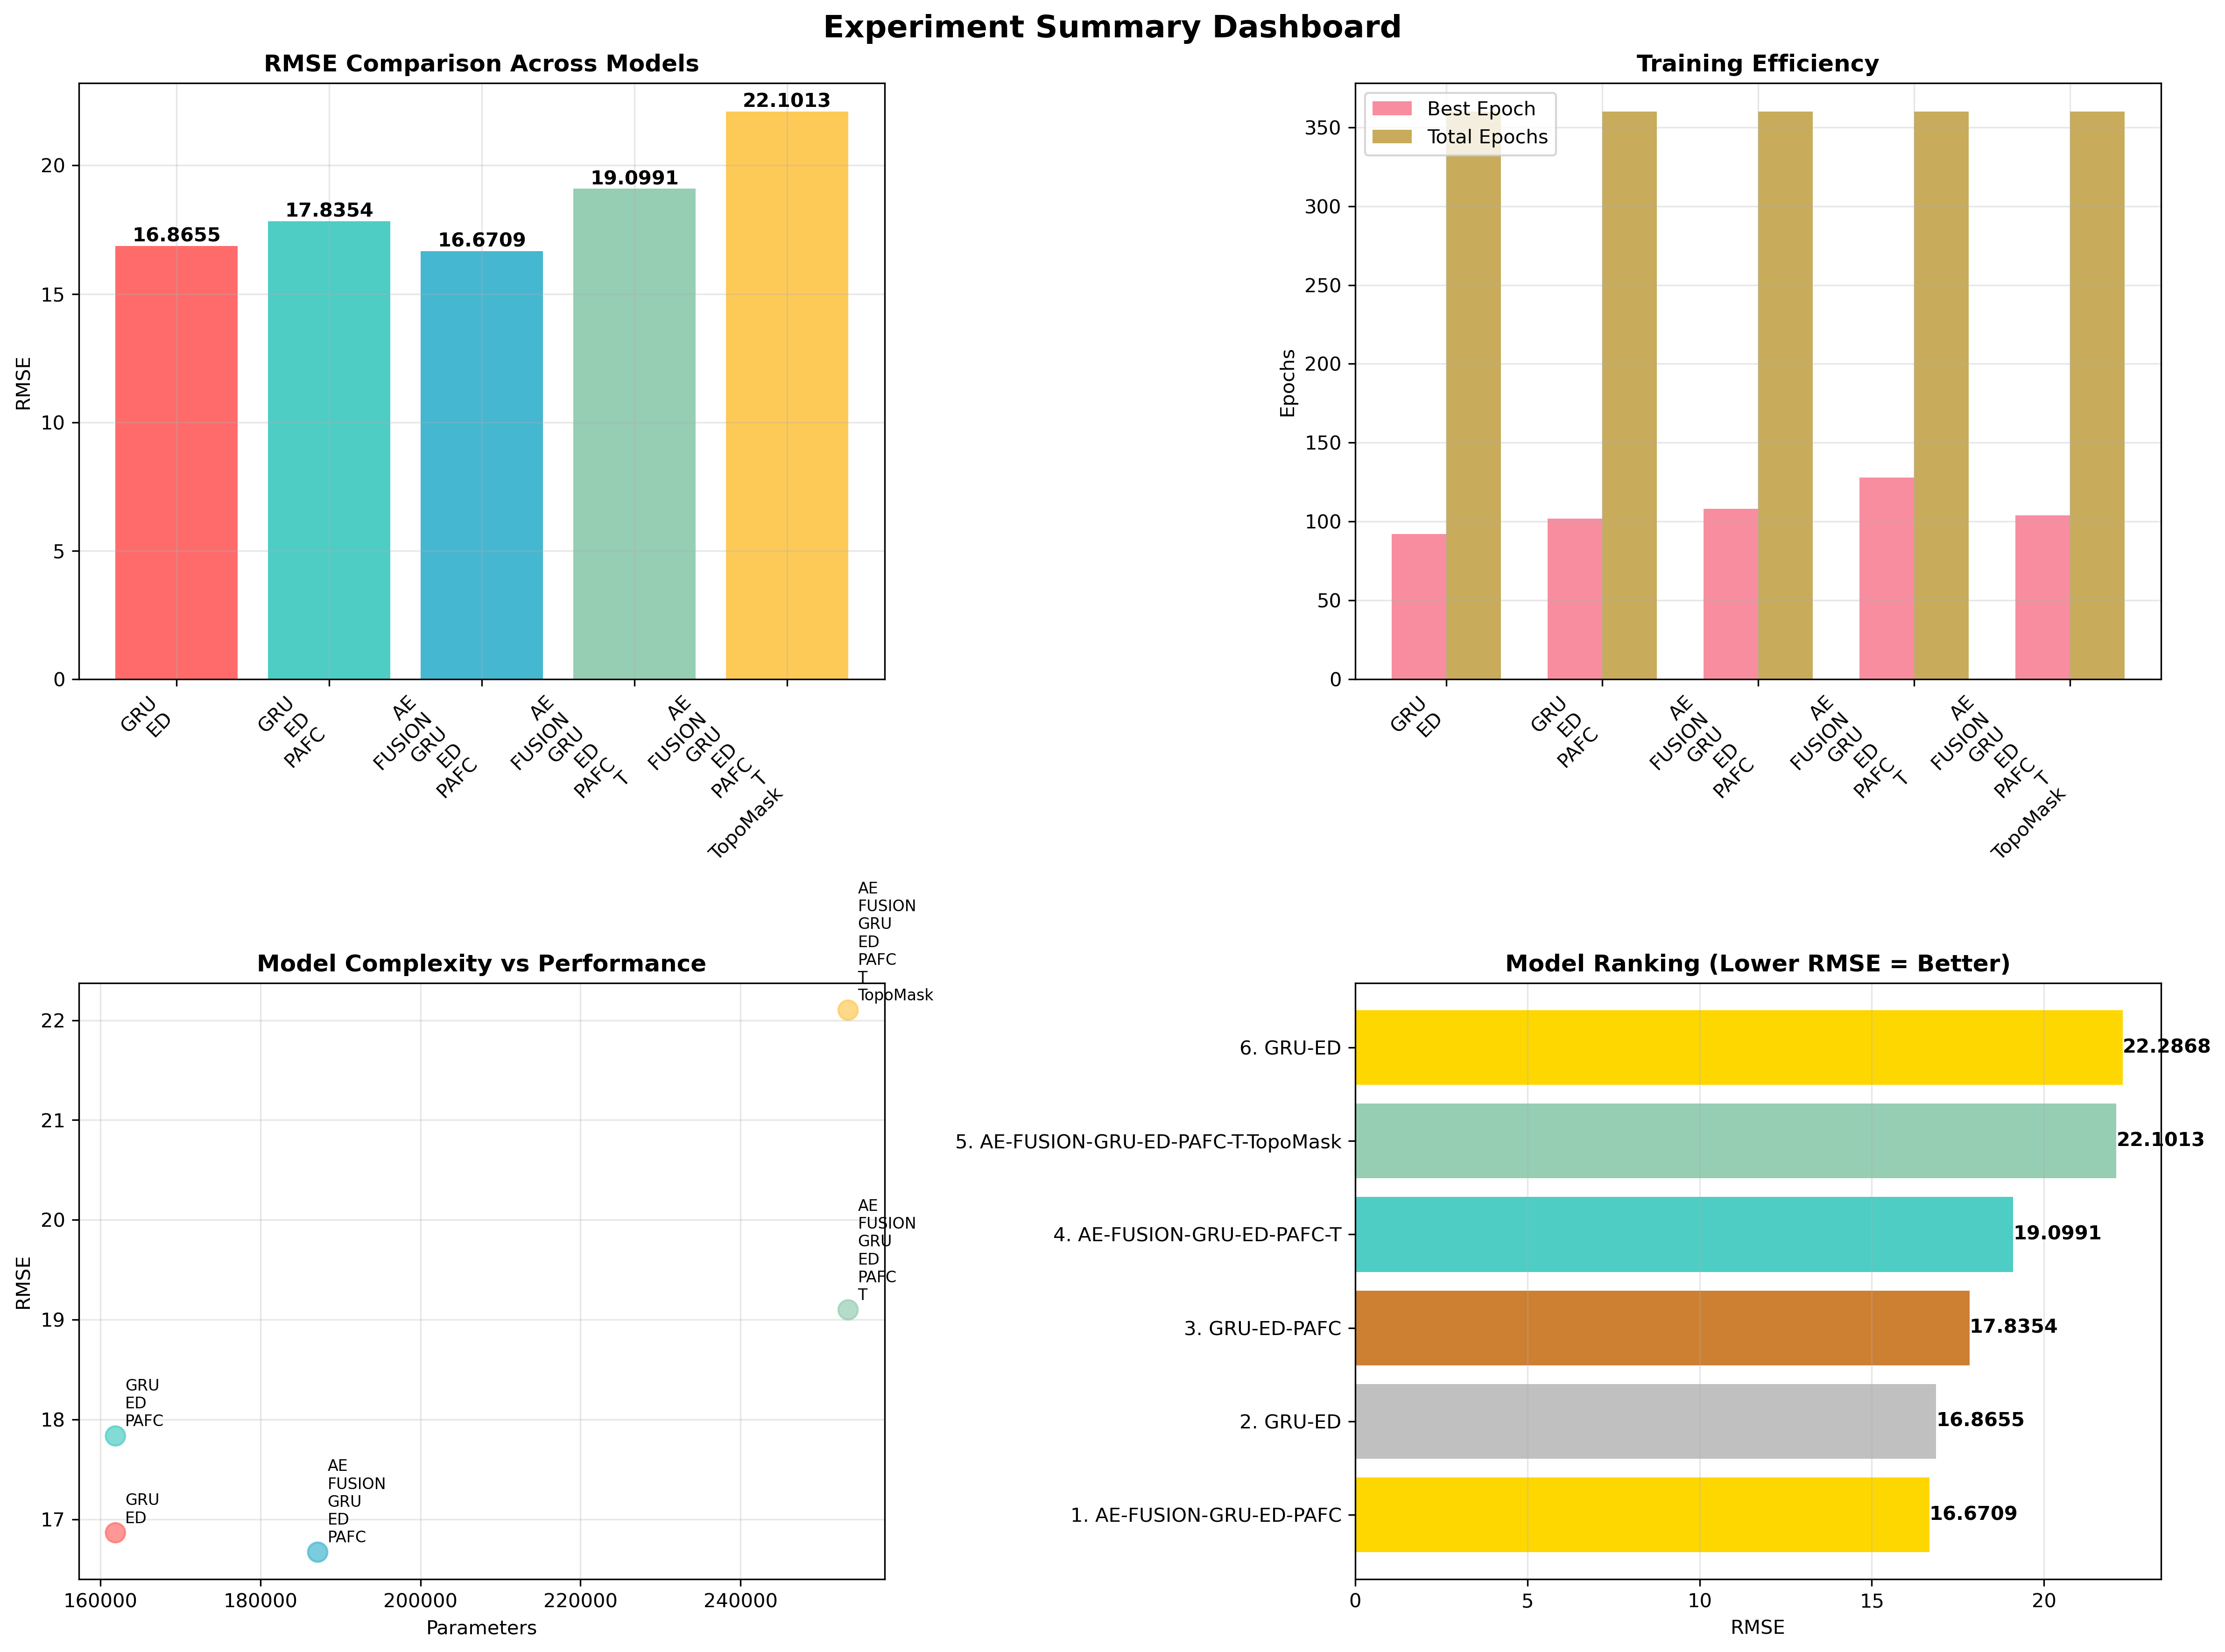 Experiment Summary Dashboard
RMSE Comparison Across Models
RMSE
20
15
10
5
0
16.8655
17.8354
16.6709
19.0991
22.1013
GRU
ED
GRU
ED
PAFC
AE
FUSION
GRU
ED
PAFC
AE
FUSION
GRU
ED
PAFC
T
AE
FUSION
GRU
ED
PAFC
T
TopoMask
Training Efficiency
Best Epoch
Total Epochs
Epochs
350
300
250
200
150
100
50
0
GRU
ED
GRU
ED
PAFC
AE
FUSION
GRU
ED
PAFC
AE
FUSION
GRU
ED
PAFC
T
AE
FUSION
GRU
ED
PAFC
T
TopoMask
Model Complexity vs Performance
RMSE
22
21
20
19
18
17
AE
FUSION
GRU
ED
PAFC
T
TopoMask
AE
FUSION
GRU
ED
PAFC
T
GRU
ED
PAFC
GRU
ED
AE
FUSION
GRU
ED
PAFC
160000
180000
200000
220000
240000
Parameters
Model Ranking (Lower RMSE = Better)
6. GRU-ED
22.2868
5. AE-FUSION-GRU-ED-PAFC-T-TopoMask
22.1013
4. AE-FUSION-GRU-ED-PAFC-T
19.0991
3. GRU-ED-PAFC
17.8354
2. GRU-ED
16.8655
1. AE-FUSION-GRU-ED-PAFC
16.6709
0
5
10
15
20
RMSE